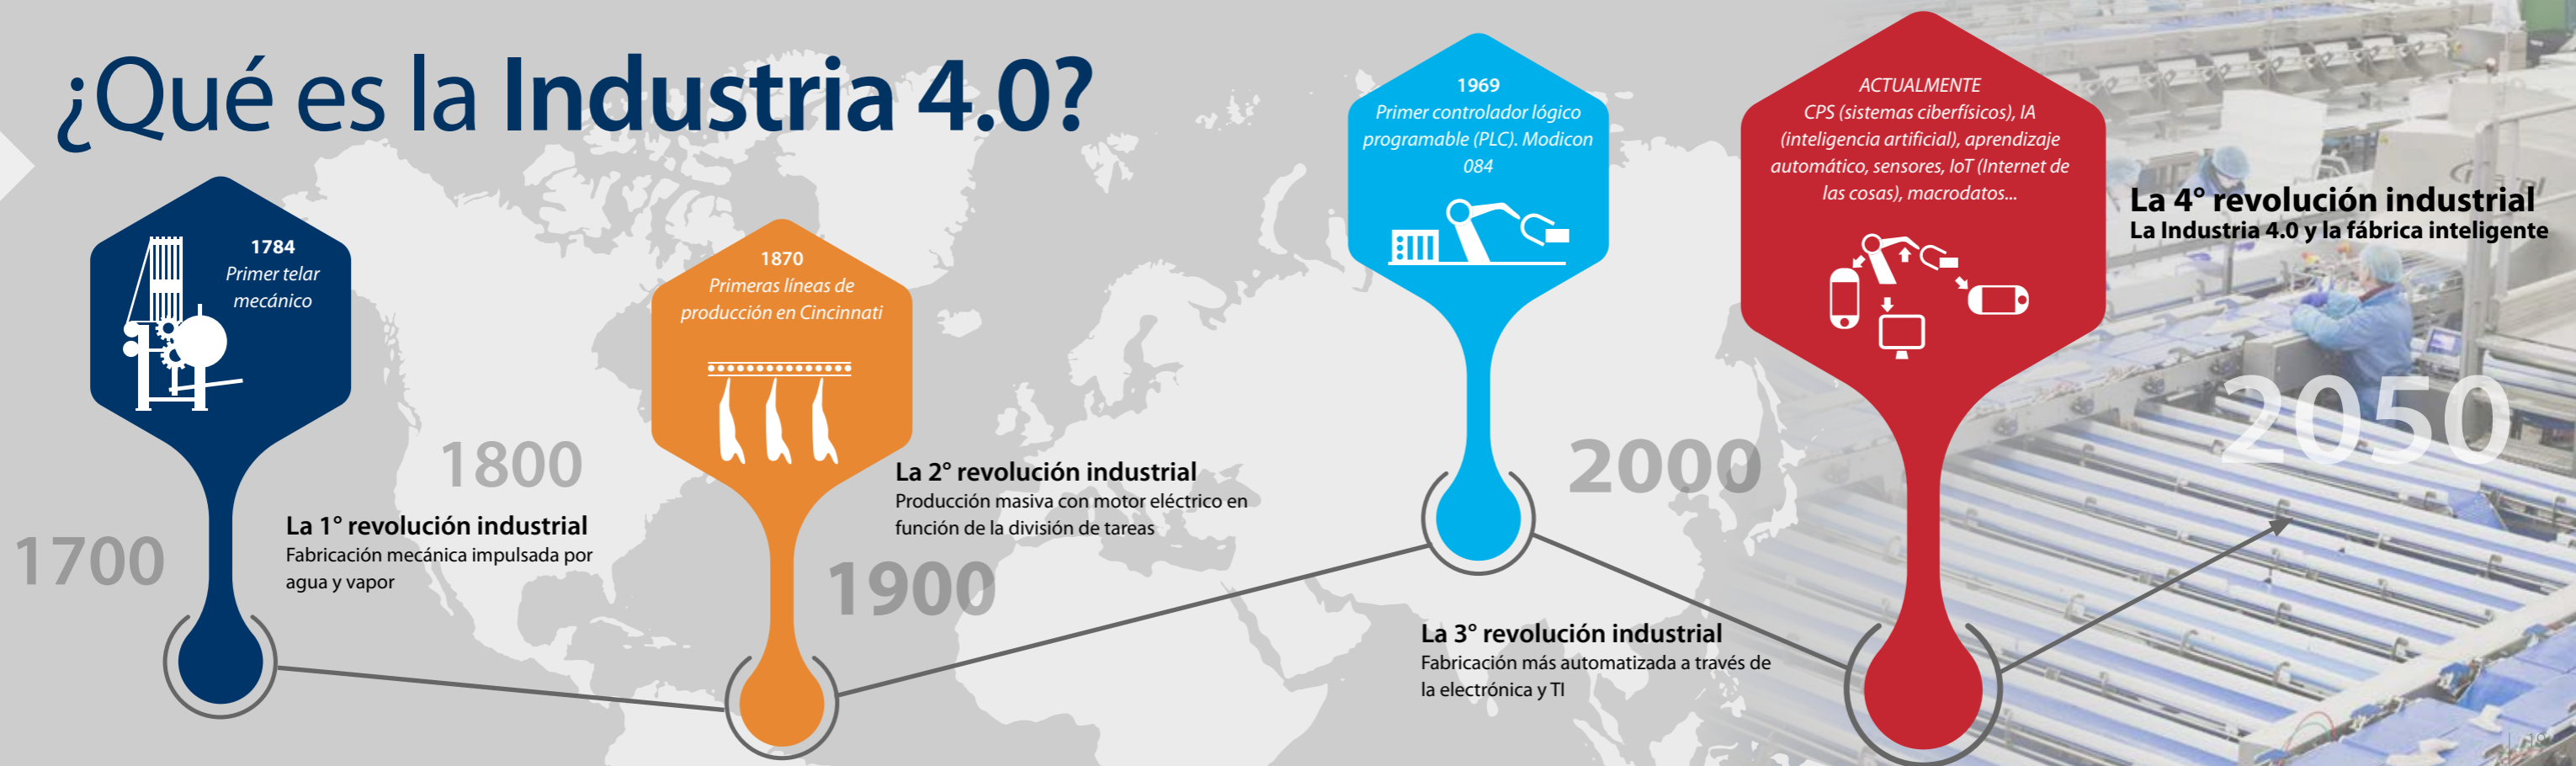 ¿Qué es la Industria 4.0?
1784
Primer telar
mecánico
1700
1800
La 1° revolución industrial
Fabricación mecánica impulsada por
agua y vapor
1870
Primeras líneas de
producción en Cincinnati
La 2° revolución industrial
Producción masiva con motor eléctrico en
función de la división de tareas
1900
1969
Primer controlador lógico
programable (PLC). Modicon
084
2000
La 3° revolución industrial
Fabricación más automatizada a través de
la electrónica y TI
ACTUALMENTE
CPS (sistemas ciberfísicos), IA
(inteligencia artificial), aprendizaje
automático, sensores, IoT (Internet de
las cosas), macrodatos...
La 4° revolución industrial
La Industria 4.0 y la fábrica inteligente
2050